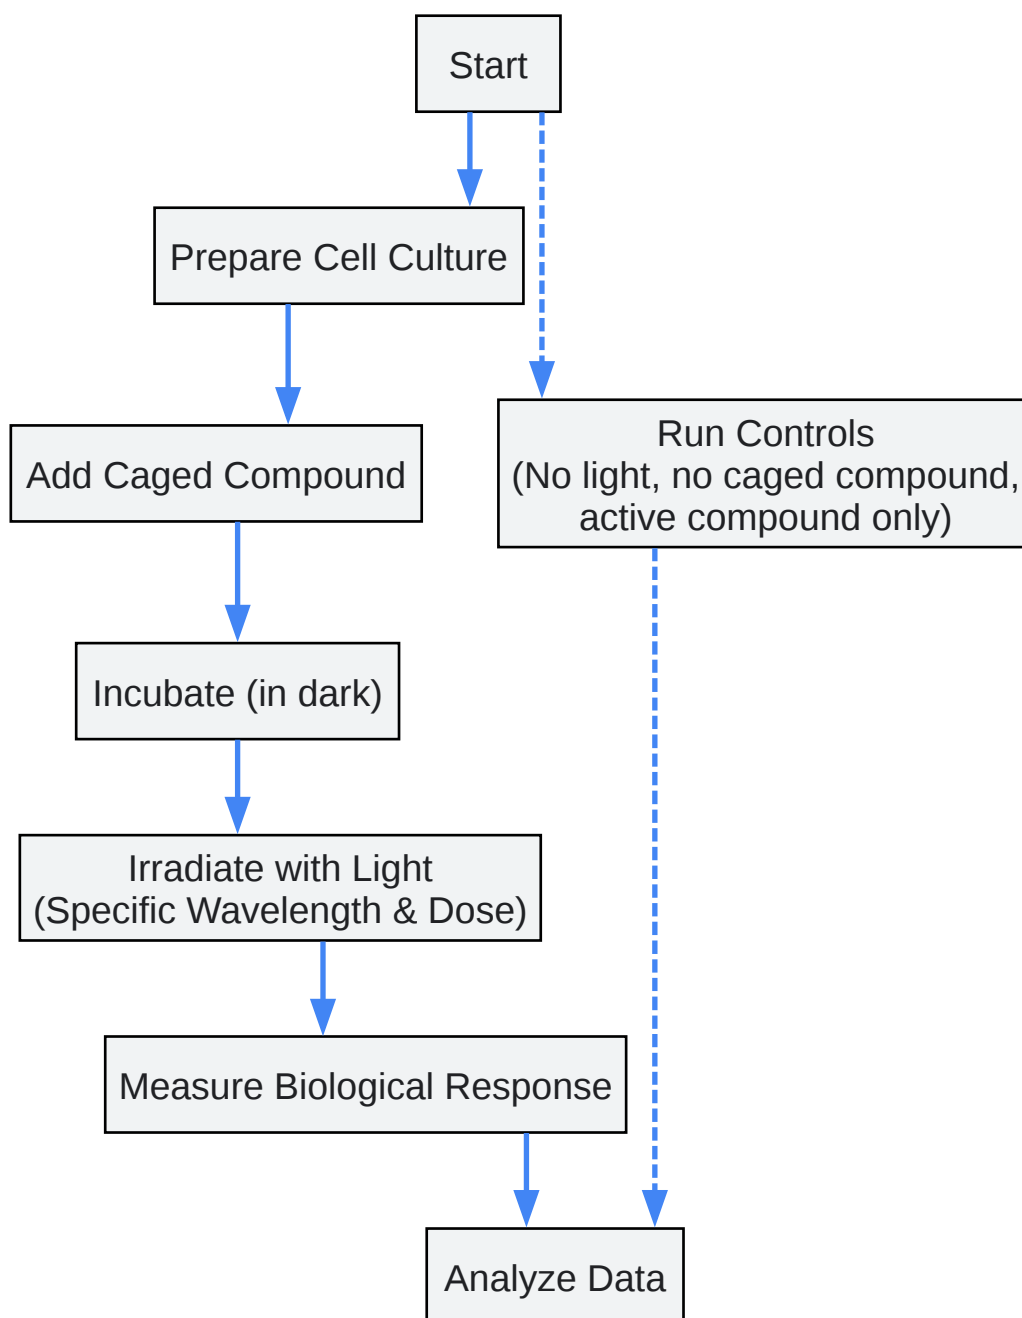 Start
Prepare Cell Culture
Add Caged Compound
Run Controls
(No light, no caged compound,
active compound only)
Incubate (in dark)
Irradiate with Light
(Specific Wavelength & Dose)
Measure Biological Response
Analyze Data